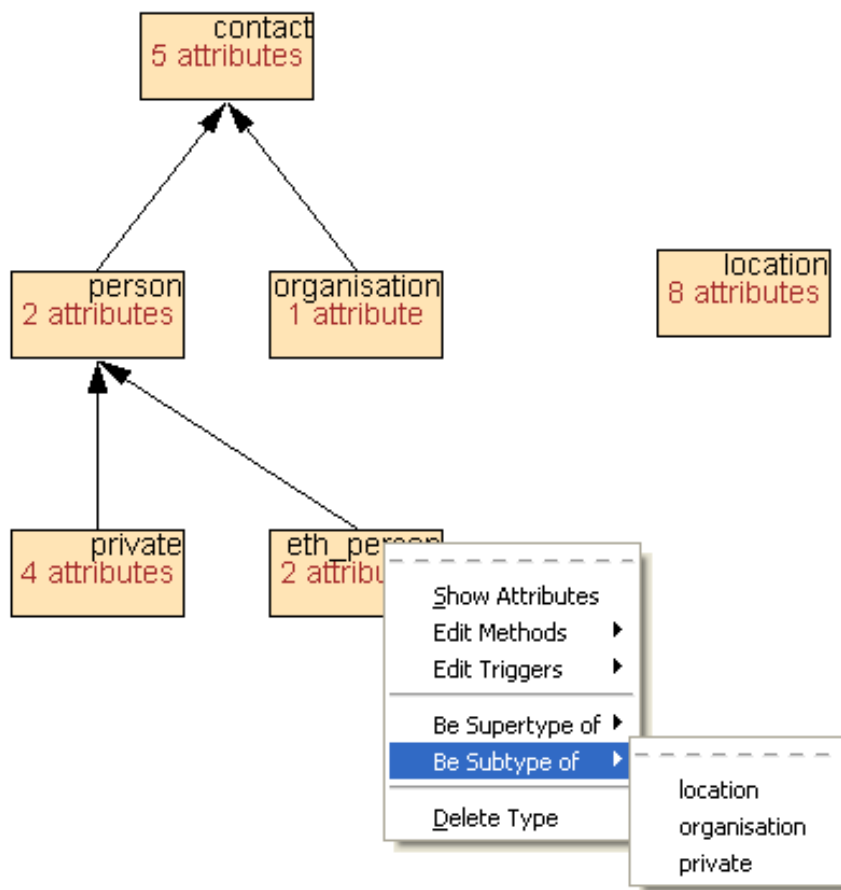 contact
5 attributes
person
2 attributes
organisation
1 attribute
location
8 attributes
private
4 attributes
eth_person
2 attribu
Show Attributes
Edit Methods
Edit Triggers
Be Supertype of
Be Subtype of
Delete Type
location
organisation
private